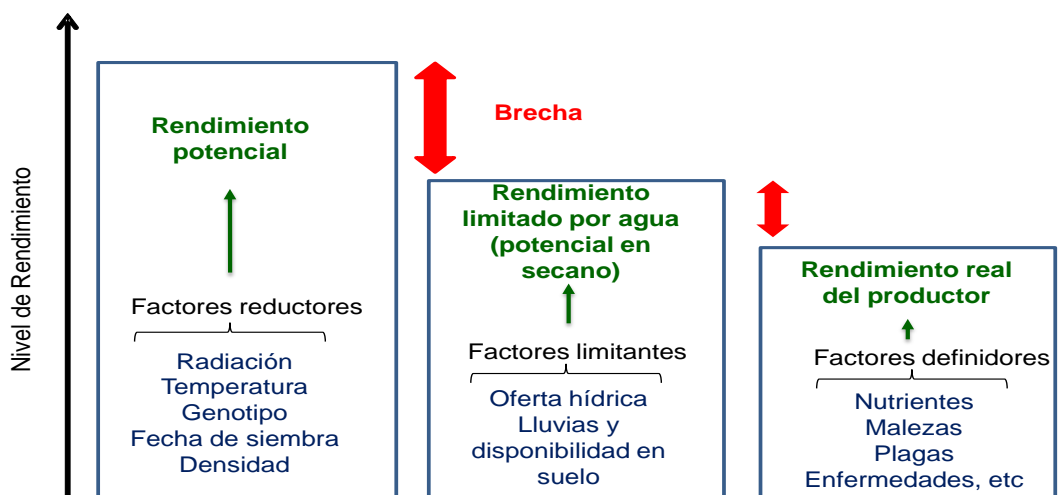 Nivel de Rendimiento
Rendimiento
potencial
Factores reductores
Radiación
Temperatura
Genotipo
Fecha de siembra
Densidad
Brecha
Rendimiento
limitado por agua
(potencial en
secano)
Factores limitantes
Oferta hídrica
Lluvias y
disponibilidad en
suelo
Rendimiento real
del productor
Factores definidores
Nutrientes
Malezas
Plagas
Enfermedades, etc